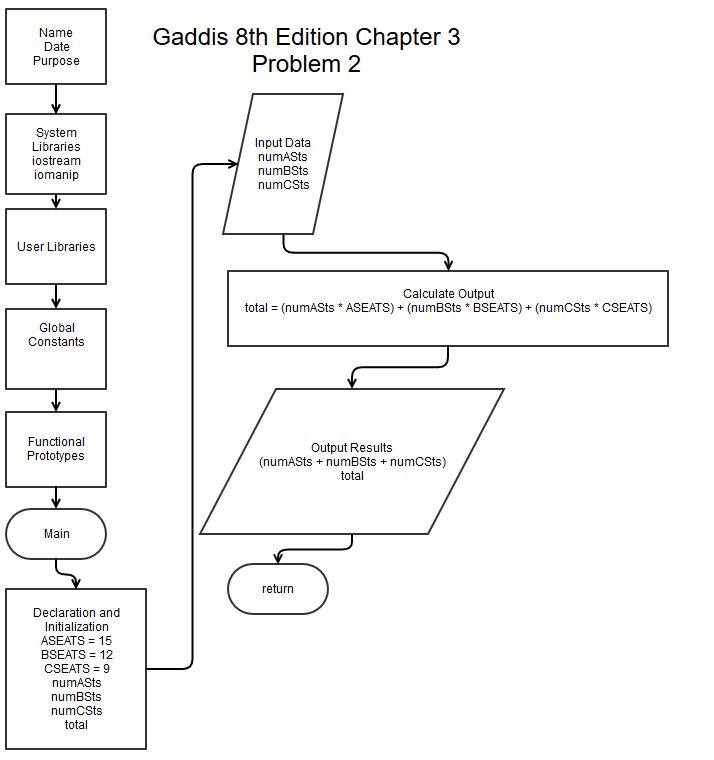 Gaddis 8th Edition Chapter 3
Problem 2
Name
Date
Purpose
System
Libraries
iostream
iomanip
User Libraries
Global
Constants
Functional
Prototypes
Main
Declaration and
Initialization
ASEATS = 15
BSEATS = 12
CSEATS = 9
numASts
numBSts
numCSts
total
Input Data
numASts
numBSts
numCSts
Calculate Output
total = (numASts * ASEATS) + (numBSts * BSEATS) + (numCSts * CSEATS)
Output Results
(numASts + numBSts + numCSts)
total
return